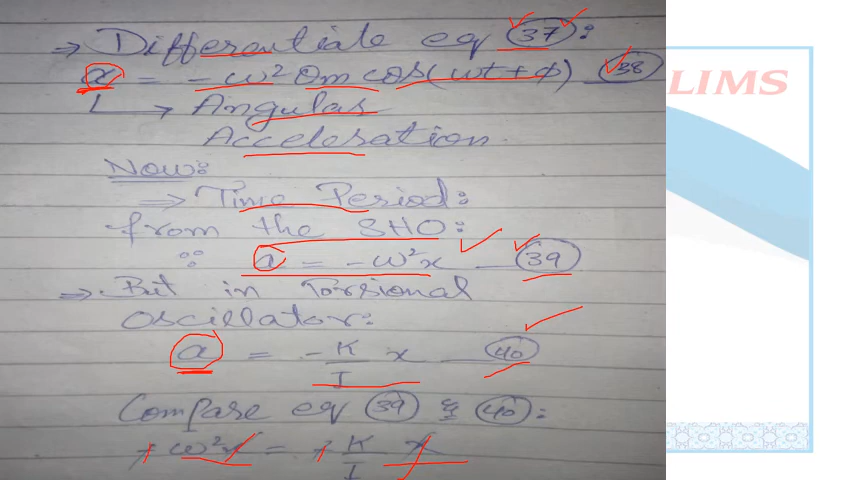 ⇒ Differentiate eq (37):
α = -ω² θm cos(ωt + φ) (38)
↳ Angular
Acceleration.
Now:
⇒ Time Period:
from the SHO:
∵ a = -ω²x (39)
⇒ But in Torsional
oscillator:
a = -K/I x (40)
Compare eq (39) & (40):
+ω²x = +K/I x
LIMS